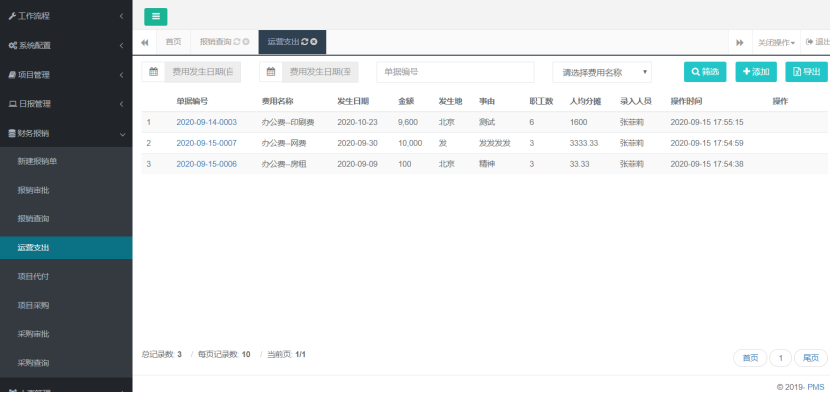 工作流程
系统配置
项目管理
日报管理
财务报销
新建报销单
报销审批
报销查询
运营支出
项目代付
项目采购
采购审批
采购查询
首页 报销查询 运营支出 关闭操作 退出
费用发生日期(起 费用发生日期(至 单据编号 请选择费用名称 筛选 添加 导出
单据编号 费用名称 发生日期 金额 发生地 事由 职工数 人均分摊 录入人员 操作时间 操作
1 2020-09-14-0003 办公费--印刷费 2020-10-23 9,600 北京 测试 6 1600 张菲莉 2020-09-15 17:55:15
2 2020-09-15-0007 办公费--网费 2020-09-30 10,000 发 发发发发 3 3333.33 张菲莉 2020-09-15 17:54:59
3 2020-09-15-0006 办公费--房租 2020-09-09 100 北京 精神 3 33.33 张菲莉 2020-09-15 17:54:38
总记录数: 3 / 每页记录数: 10 / 当前页: 1/1
首页 1 尾页
© 2019- PMS